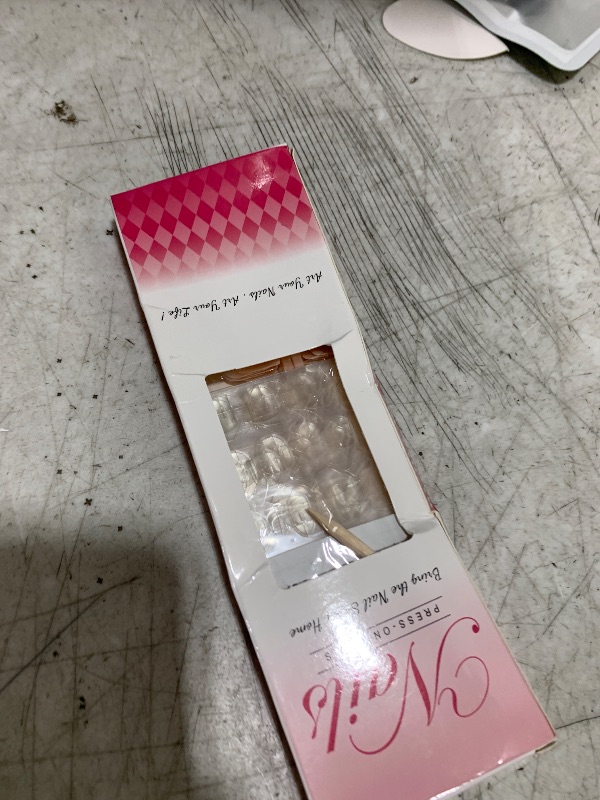 Nails
PRESS-ON
Bring the Nail Home
Art Your Nails , Art Your Life !